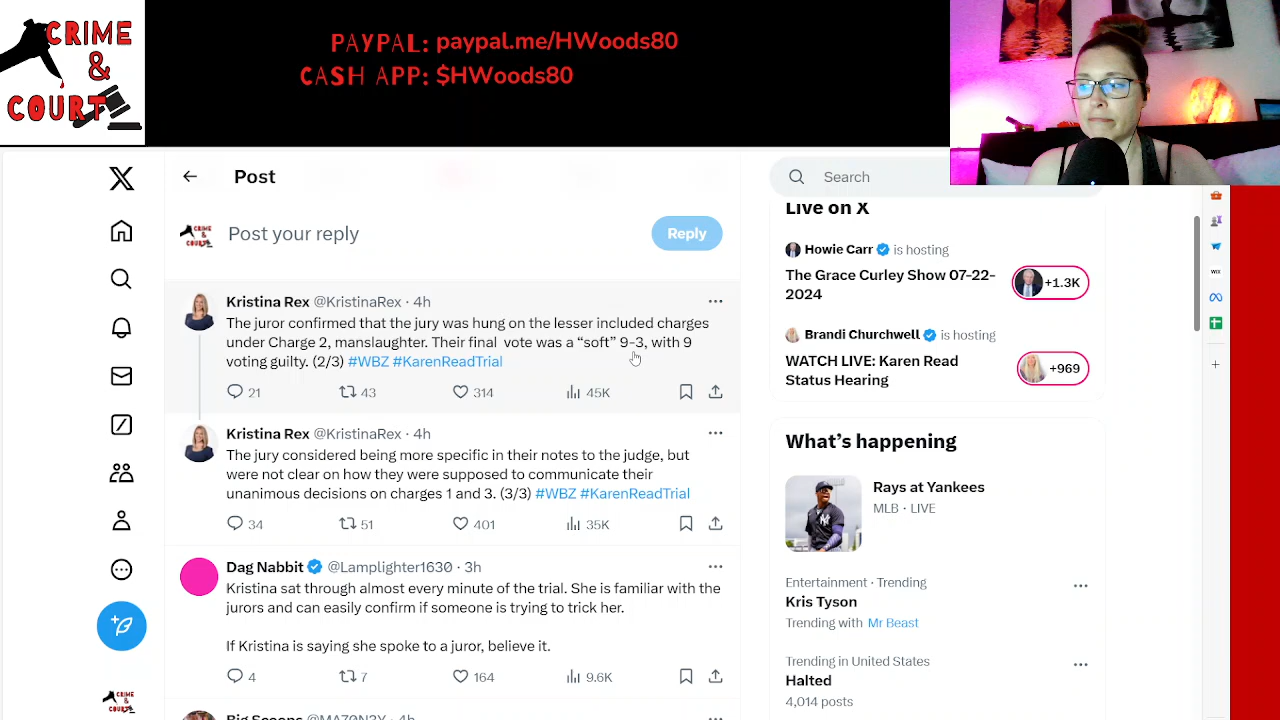 CRIME
&
COURT
PAYPAL: paypal.me/HWoods80
CASH APP: $HWoods80
Post
Search
Post your reply
Reply
CRIME
&
COURT
Kristina Rex @KristinaRex · 4h
The juror confirmed that the jury was hung on the lesser included charges
under Charge 2, manslaughter. Their final vote was a “soft” 9-3, with 9
voting guilty. (2/3) #WBZ #KarenReadTrial
21 43 314 45K
Kristina Rex @KristinaRex · 4h
The jury considered being more specific in their notes to the judge, but
were not clear on how they were supposed to communicate their
unanimous decisions on charges 1 and 3. (3/3) #WBZ #KarenReadTrial
34 51 401 35K
Dag Nabbit @Lamplighter1630 · 3h
Kristina sat through almost every minute of the trial. She is familiar with the
jurors and can easily confirm if someone is trying to trick her.
If Kristina is saying she spoke to a juror, believe it.
4 7 164 9.6K
Live on X
Howie Carr is hosting
The Grace Curley Show 07-22-
2024
+1.3K
Brandi Churchwell is hosting
WATCH LIVE: Karen Read
Status Hearing
+969
What’s happening
Rays at Yankees
MLB · LIVE
Entertainment · Trending
Kris Tyson
Trending with Mr Beast
Trending in United States
Halted
4,014 posts
CRIME
&
COURT
WIX